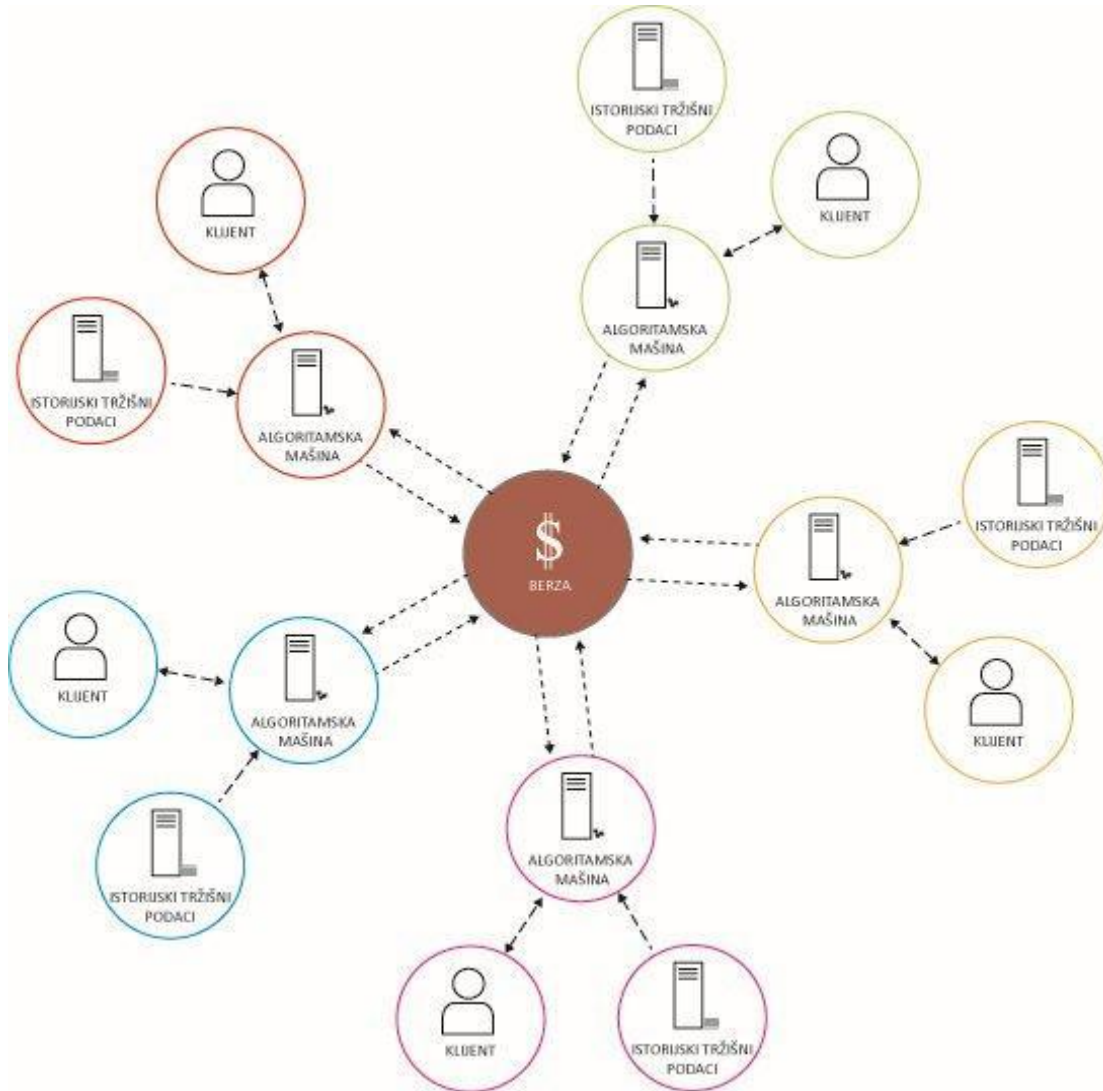 ISTORIJSKI TRŽIŠNI
PODACI
KLIJENT
ALGORITAMSKA
MAŠINA
KLIJENT
ISTORIJSKI TRŽIŠNI
PODACI
ALGORITAMSKA
MAŠINA
$
BERZA
ISTORIJSKI TRŽIŠNI
PODACI
ALGORITAMSKA
MAŠINA
KLIJENT
KLIJENT
ALGORITAMSKA
MAŠINA
ISTORIJSKI TRŽIŠNI
PODACI
ALGORITAMSKA
MAŠINA
KLIJENT
ISTORIJSKI TRŽIŠNI
PODACI